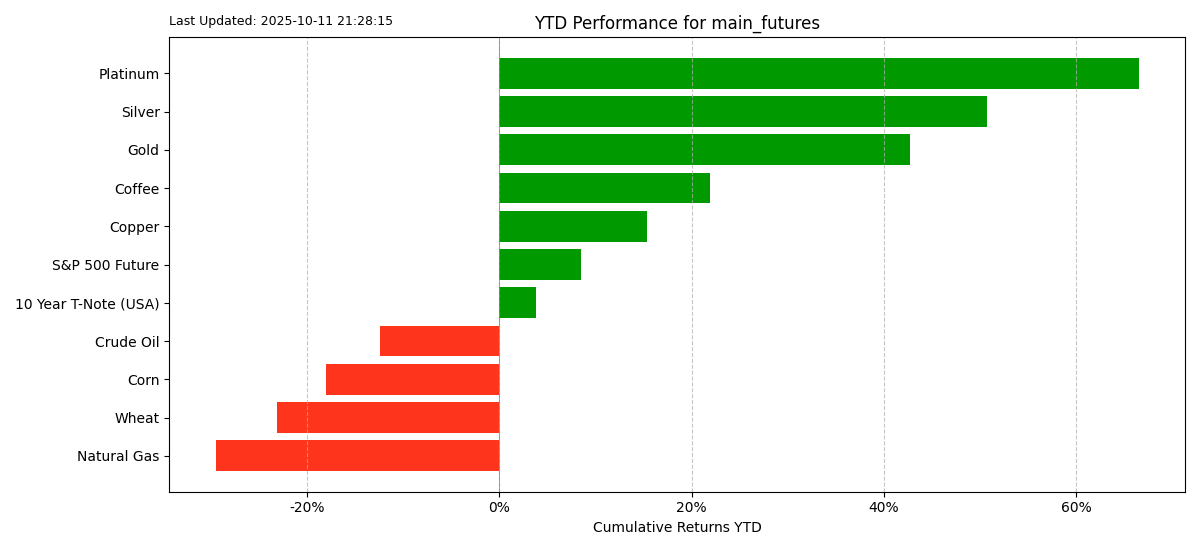 Last Updated: 2025-10-11 21:28:15
YTD Performance for main_futures
Platinum
Silver
Gold
Coffee
Copper
S&P 500 Future
10 Year T-Note (USA)
Crude Oil
Corn
Wheat
Natural Gas
-20% 0% 20% 40% 60%
Cumulative Returns YTD